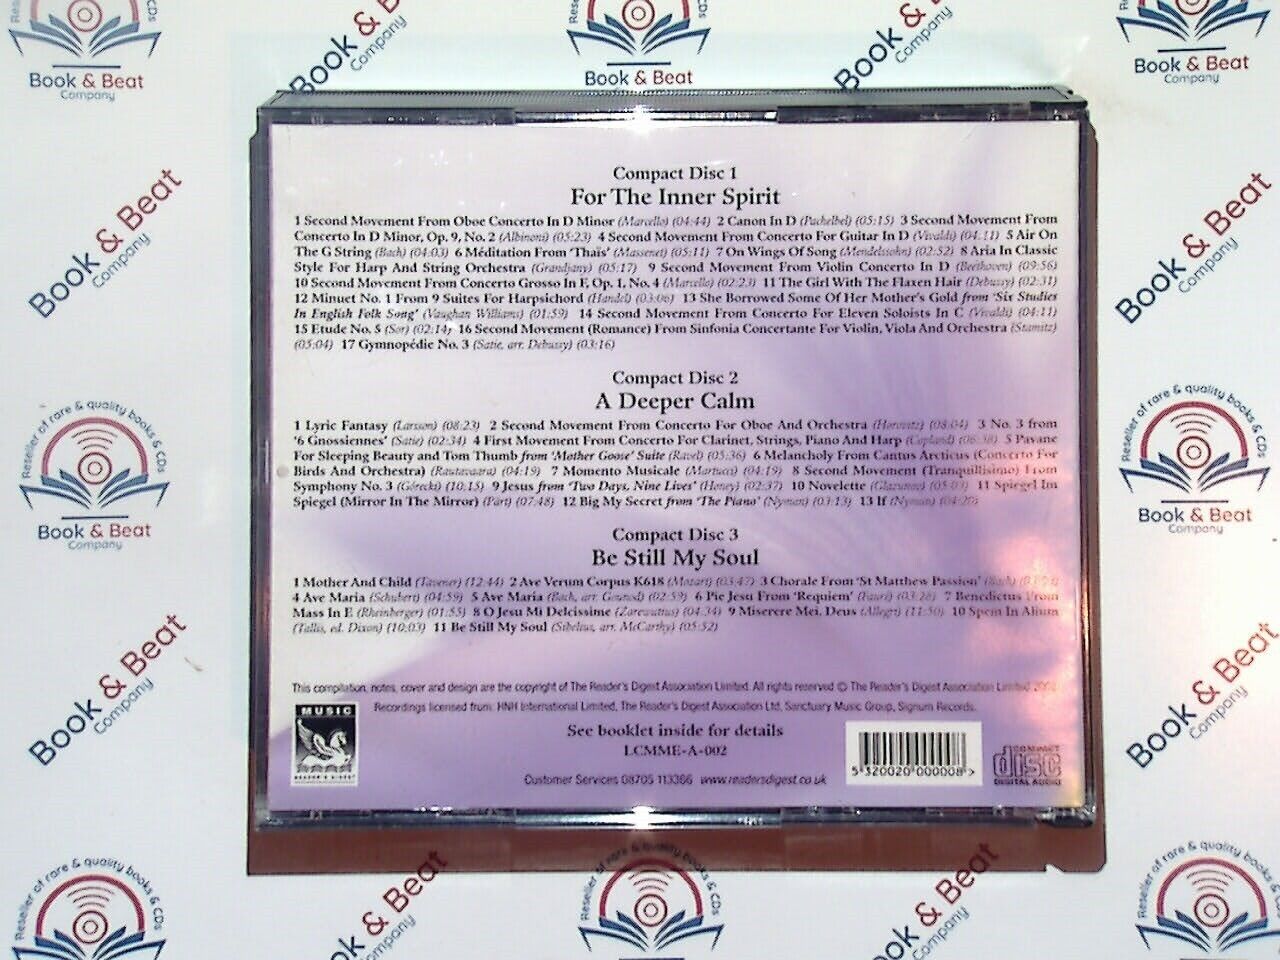 Compact Disc 1
For The Inner Spirit
1 Second Movement From Oboe Concerto In D Minor (Marcello) (04:44) 2 Canon In D (Pachelbel) (05:15) 3 Second Movement From
Concerto In D Minor, Op. 9, No. 2 (Albinoni) (05:23) 4 Second Movement From Concerto For Guitar In D (Vivaldi) (04:11) 5 Air On
The G String (Bach) (04:03) 6 Méditation From 'Thaïs' (Massenet) (05:11) 7 On Wings Of Song (Mendelssohn) (02:52) 8 Aria In Classic
Style For Harp And String Orchestra (Grandjany) (05:17) 9 Second Movement From Violin Concerto In D (Beethoven) (09:56)
10 Second Movement From Concerto Grosso In F, Op. 1, No. 4 (Marcello) (02:23) 11 The Girl With The Flaxen Hair (Debussy) (02:31)
12 Minuet No. 1 From 9 Suites For Harpsichord (Handel) (03:06) 13 She Borrowed Some Of Her Mother's Gold from 'Six Studies
In English Folk Song' (Vaughan Williams) (01:59) 14 Second Movement From Concerto For Eleven Soloists In C (Vivaldi) (04:11)
15 Etude No. 5 (Sor) (02:14) 16 Second Movement (Romance) From Sinfonia Concertante For Violin, Viola And Orchestra (Stamitz)
(05:04) 17 Gymnopédie No. 3 (Satie, arr. Debussy) (03:16)
Compact Disc 2
A Deeper Calm
1 Lyric Fantasy (Larsson) (08:23) 2 Second Movement From Concerto For Oboe And Orchestra (Horovitz) (08:04) 3 No. 3 from
'6 Gnossiennes' (Satie) (02:34) 4 First Movement From Concerto For Clarinet, Strings, Piano And Harp (Copland) (06:38) 5 Pavane
For Sleeping Beauty and Tom Thumb from 'Mother Goose' Suite (Ravel) (05:36) 6 Melancholy From Cantus Arcticus (Concerto For
Birds And Orchestra) (Rautavaara) (04:19) 7 Momento Musicale (Martucci) (04:19) 8 Second Movement (Tranquilisimo) From
Symphony No. 3 (Górecki) (10:15) 9 Jesus from 'Two Days, Nine Lives' (Honey) (02:37) 10 Novelette (Glazunov) 11 Spiegel Im
Spiegel (Mirror In The Mirror) (Pärt) (07:48) 12 Big My Secret from 'The Piano' (Nyman) (03:13) 13 If (Nyman) (04:20)
Compact Disc 3
Be Still My Soul
1 Mother And Child (Tavener) (12:44) 2 Ave Verum Corpus K618 (Mozart) (03:47) 3 Chorale From 'St Matthew Passion' (Bach)
4 Ave Maria (Schubert) (04:59) 5 Ave Maria (Bach, arr. Gounod) (02:59) 6 Pie Jesu From 'Requiem' (Fauré) (03:26) 7 Benedictus From
Mass In E (Rheinberger) (01:55) 8 O Jesu Mi Delcissime (04:34) 9 Miserere Mei, Deus (Allegri) (11:50) 10 Spem In Alium
(Tallis, ed. Dixon) (10:03) 11 Be Still My Soul (Sibelius, arr. McCarthy) (05:52)
This compilation, notes, cover and design are the copyright of The Reader's Digest Association Limited. All rights reserved © The Reader's Digest Association Limited
Recordings licensed from: HNH International Limited, The Reader's Digest Association Ltd, Sanctuary Music Group, Signum Records.
MUSIC
READER'S DIGEST
See booklet inside for details
LCMME-A-002
Customer Services 08705 113366 www.readersdigest.co.uk
5 320020 000008 >
COMPACT
disc
DIGITAL AUDIO
Reseller of rare & quality books & CDs
Book & Beat
Company